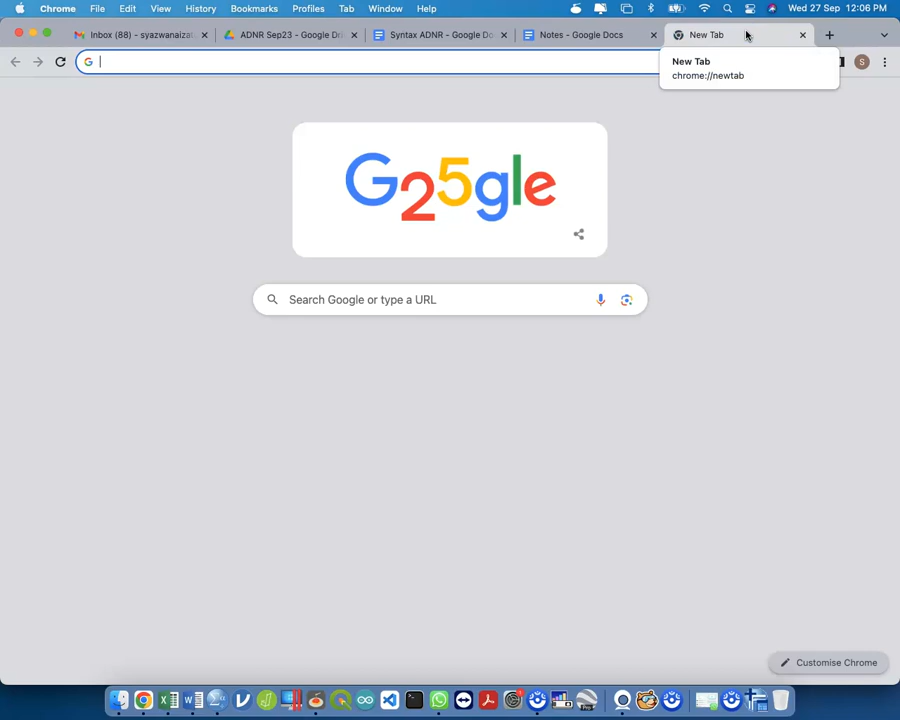 Chrome File Edit View History Bookmarks Profiles Tab Window Help Wed 27 Sep 12:06 PM
Inbox (88) - syazwanaizat ADNR Sep23 - Google Dr Syntax ADNR - Google Do Notes - Google Docs New Tab
G
New Tab
chrome://newtab
S
G25gle
Search Google or type a URL
Customise Chrome